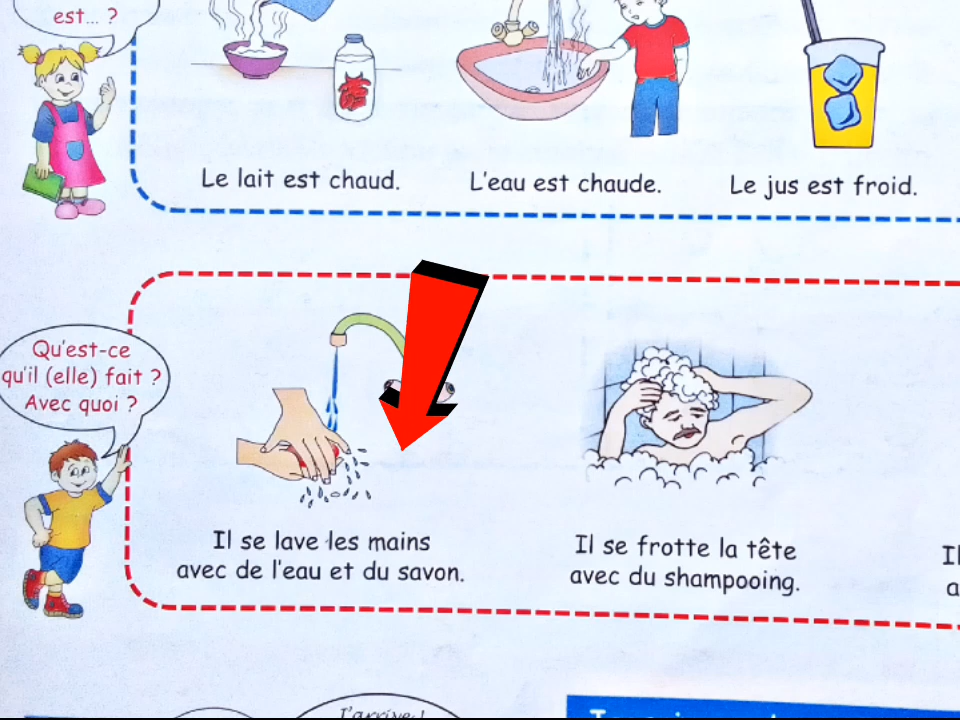 est... ?
Le lait est chaud.
L'eau est chaude.
Le jus est froid.
Qu'est-ce
qu'il (elle) fait ?
Avec quoi ?
Il se lave les mains
avec de l'eau et du savon.
Il se frotte la tête
avec du shampooing.
Il
a
J'arrive !